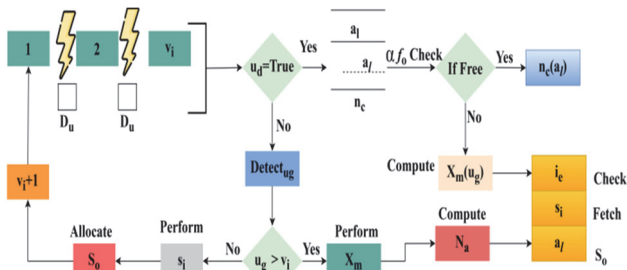 1
2
v_i
D_u
D_u
u_d=True
Yes
a_l
a_l
n_c
αf_o Check
If Free
Yes
n_c(a_l)
No
No
Detect_ug
Compute
X_m(u_g)
i_e
Check
s_i
Fetch
a_l
S_o
v_i+1
Allocate
S_o
Perform
s_i
No
u_g > v_i
Yes
Perform
X_m
Compute
N_a